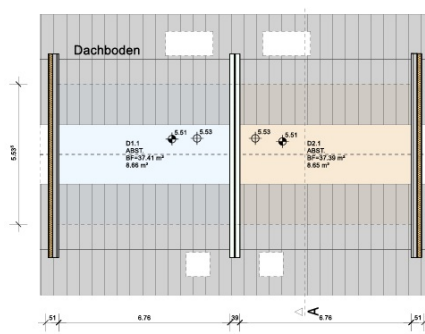 Dachboden
5.51
5.53
5.53
5.51
D1.1
ABST.
BF=37.41 m²
8.66 m²
D2.1
ABST.
BF=37.39 m²
8.65 m²
5.53⁵
A
.51
6.76
.39
6.76
.51